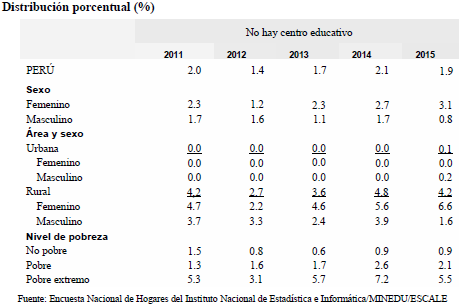 Distribución porcentual (%)
No hay centro educativo
2011 2012 2013 2014 2015
PERÚ 2.0 1.4 1.7 2.1 1.9
Sexo
Femenino 2.3 1.2 2.3 2.7 3.1
Masculino 1.7 1.6 1.1 1.7 0.8
Área y sexo
Urbana 0.0 0.0 0.0 0.0 0.1
Femenino 0.0 0.0 0.0 0.0 0.0
Masculino 0.0 0.0 0.0 0.0 0.2
Rural 4.2 2.7 3.6 4.8 4.2
Femenino 4.7 2.2 4.6 5.6 6.6
Masculino 3.7 3.3 2.4 3.9 1.6
Nivel de pobreza
No pobre 1.5 0.8 0.6 0.9 0.9
Pobre 1.3 1.6 1.7 2.6 2.1
Pobre extremo 5.3 3.1 5.7 7.2 5.5
Fuente: Encuesta Nacional de Hogares del Instituto Nacional de Estadística e Informática/MINEDU/ESCALE